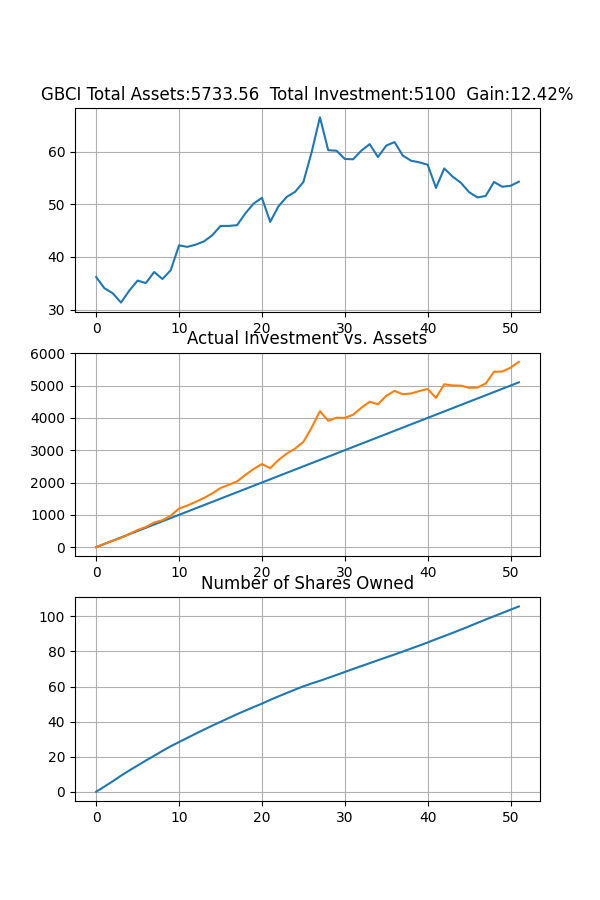 GBCI Total Assets:5733.56  Total Investment:5100  Gain:12.42%
60
50
40
30
0 10 20 30 40 50
Actual Investment vs. Assets
6000
5000
4000
3000
2000
1000
0
0 10 20 30 40 50
Number of Shares Owned
100
80
60
40
20
0
0 10 20 30 40 50